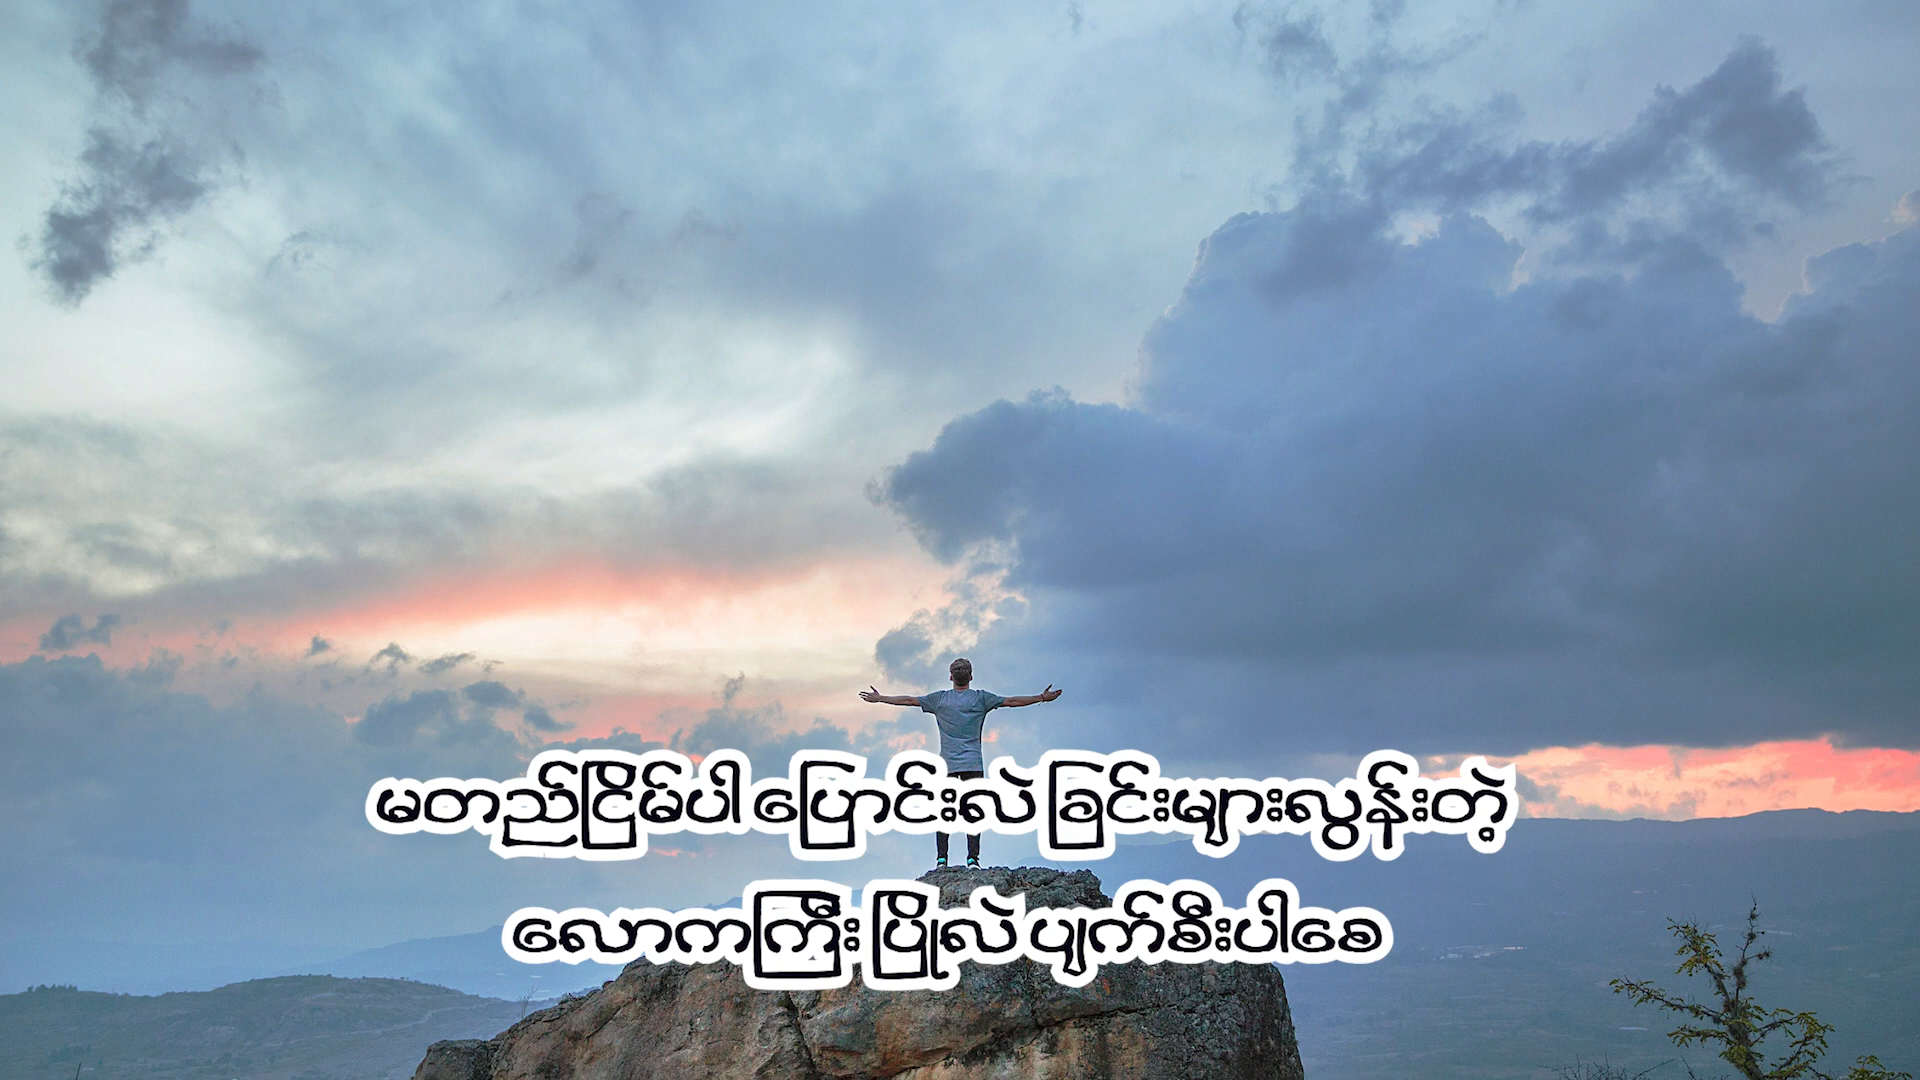 မတည်ငြိမ်ပါ ပြောင်းလဲ ခြင်းများလွန်းတဲ့
လောကကြီး ပြိုလဲ ပျက်စီးပါစေ